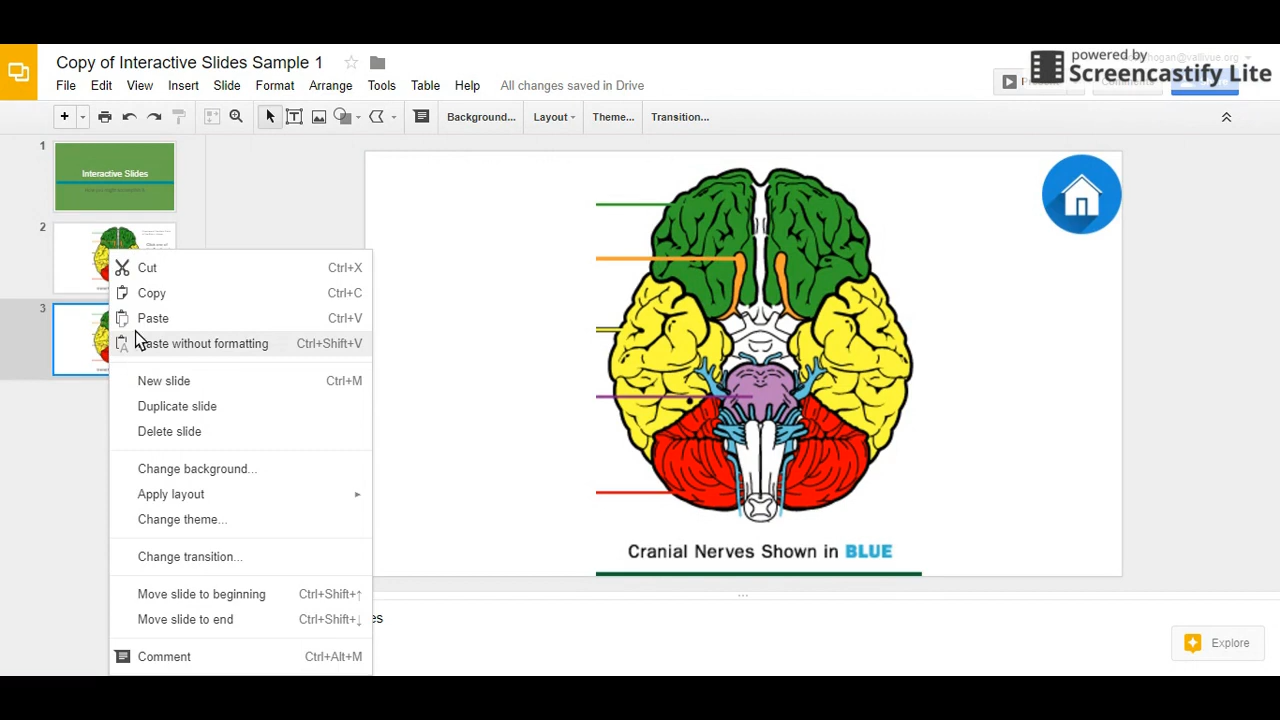 Copy of Interactive Slides Sample 1
powered by
Screencastify Lite
File Edit View Insert Slide Format Arrange Tools Table Help All changes saved in Drive
Background... Layout Theme... Transition...
1
Interactive Slides
2
3
Cut Ctrl+X
Copy Ctrl+C
Paste Ctrl+V
Paste without formatting Ctrl+Shift+V
New slide Ctrl+M
Duplicate slide
Delete slide
Change background...
Apply layout
Change theme...
Change transition...
Move slide to beginning Ctrl+Shift+↑
Move slide to end Ctrl+Shift+↓
Comment Ctrl+Alt+M
Cranial Nerves Shown in BLUE
Explore